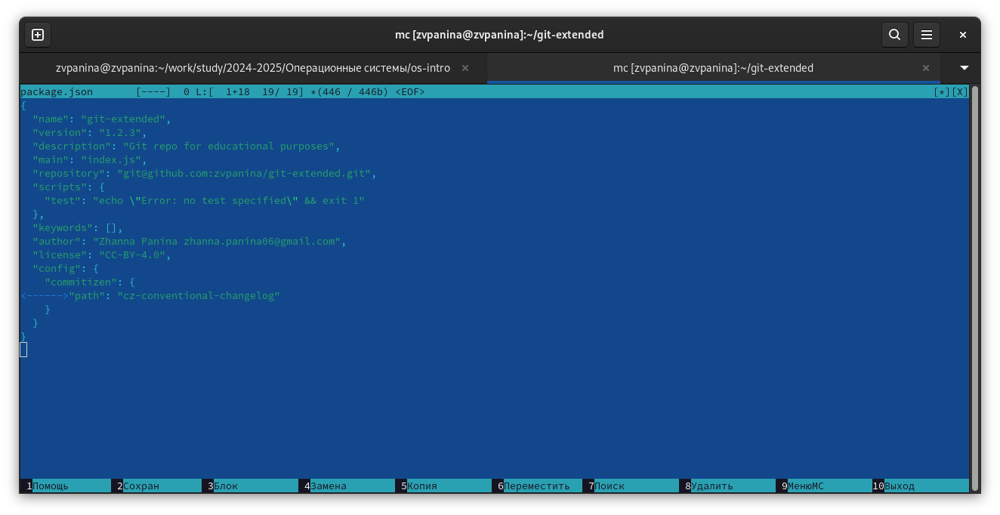 mc [zvpanina@zvpanina]:~/git-extended
zvpanina@zvpanina:~/work/study/2024-2025/Операционные системы/os-intro × mc [zvpanina@zvpanina]:~/git-extended ×
package.json       [----]  0 L:[  1+18  19/ 19] *(446 / 446b) <EOF> [*][X]
{
  "name": "git-extended",
  "version": "1.2.3",
  "description": "Git repo for educational purposes",
  "main": "index.js",
  "repository": "git@github.com:zvpanina/git-extended.git",
  "scripts": {
    "test": "echo \"Error: no test specified\" && exit 1"
  },
  "keywords": [],
  "author": "Zhanna Panina zhanna.panina06@gmail.com",
  "license": "CC-BY-4.0",
  "config": {
    "commitizen": {
<------>"path": "cz-conventional-changelog"
    }
  }
}
1Помощь 2Сохран 3Блок 4Замена 5Копия 6Переместить 7Поиск 8Удалить 9МенюMC 10Выход